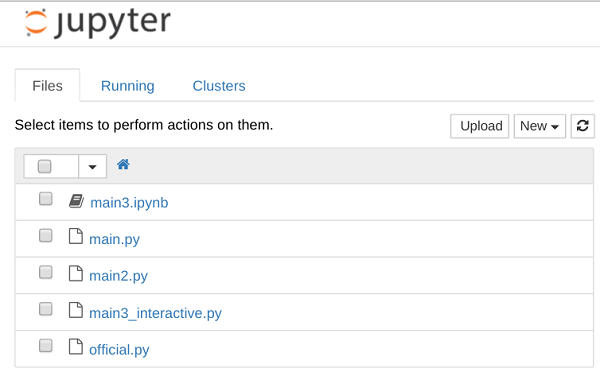 jupyter
Files Running Clusters
Select items to perform actions on them. Upload New
main3.ipynb
main.py
main2.py
main3_interactive.py
official.py